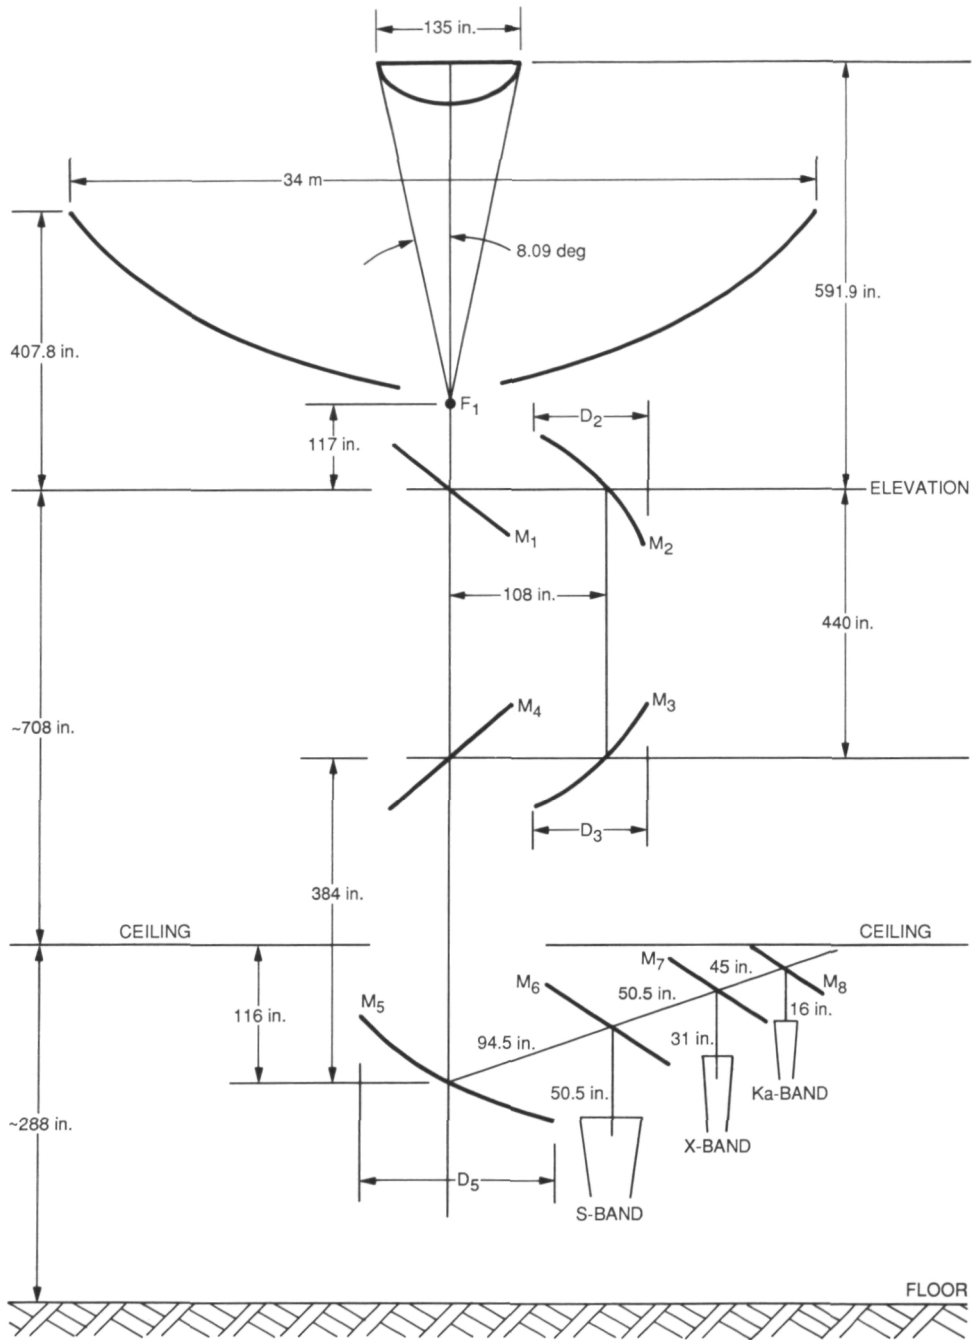 135 in.
34 m
8.09 deg
591.9 in.
407.8 in.
F1
D2
117 in.
ELEVATION
M1
M2
108 in.
440 in.
M4
M3
~708 in.
D3
384 in.
CEILING
CEILING
M7
45 in.
M6
M8
50.5 in.
M5
16 in.
116 in.
94.5 in.
31 in.
50.5 in.
Ka-BAND
~288 in.
X-BAND
D5
S-BAND
FLOOR